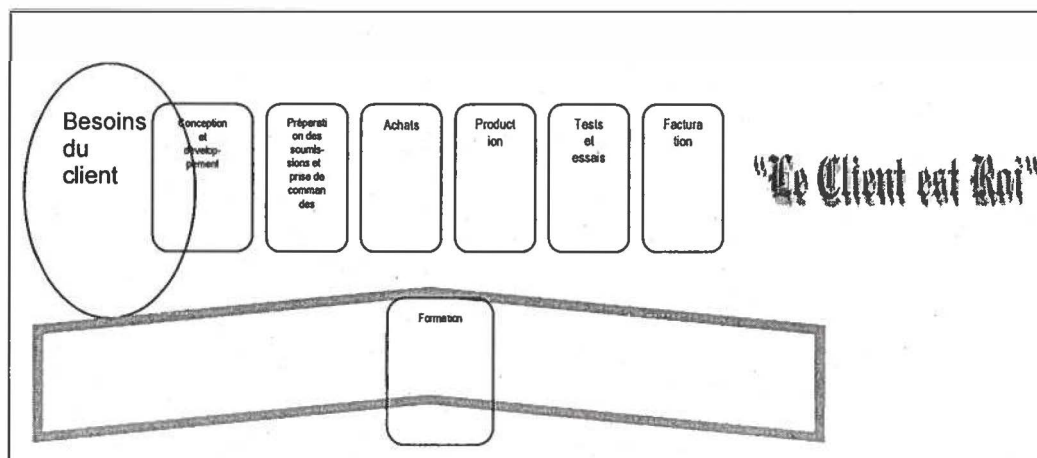 Besoins
du
client
Conception
et
dévelop-
pement
Préparati
on des
soumis-
sions et
prise de
comman
des
Achats
Product
ion
Tests
et
essais
Factura
tion
"Le Client est Roi"
Formation